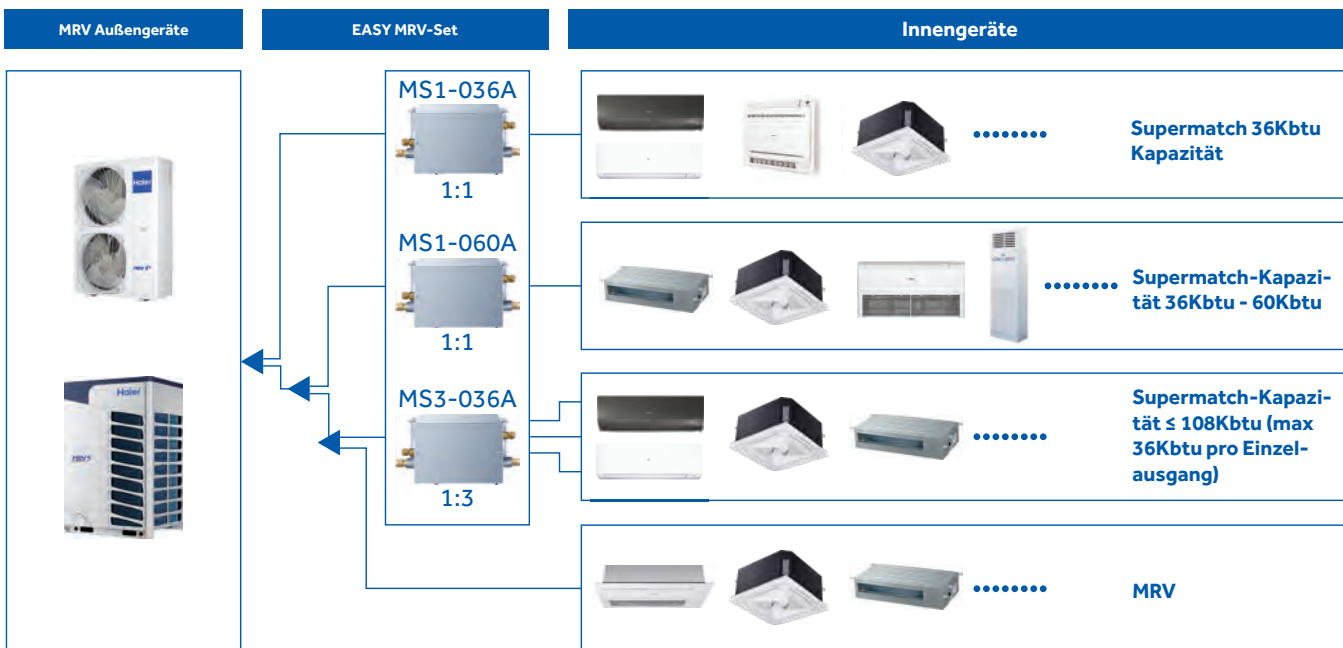 MRV Außengeräte
EASY MRV-Set
Innengeräte
MS1-036A
1:1
Supermatch 36Kbtu
Kapazität
MS1-060A
1:1
Supermatch-Kapazi-
tät 36Kbtu - 60Kbtu
MS3-036A
1:3
Supermatch-Kapazi-
tät ≤ 108Kbtu (max
36Kbtu pro Einzel-
ausgang)
MRV
Haier
Haier